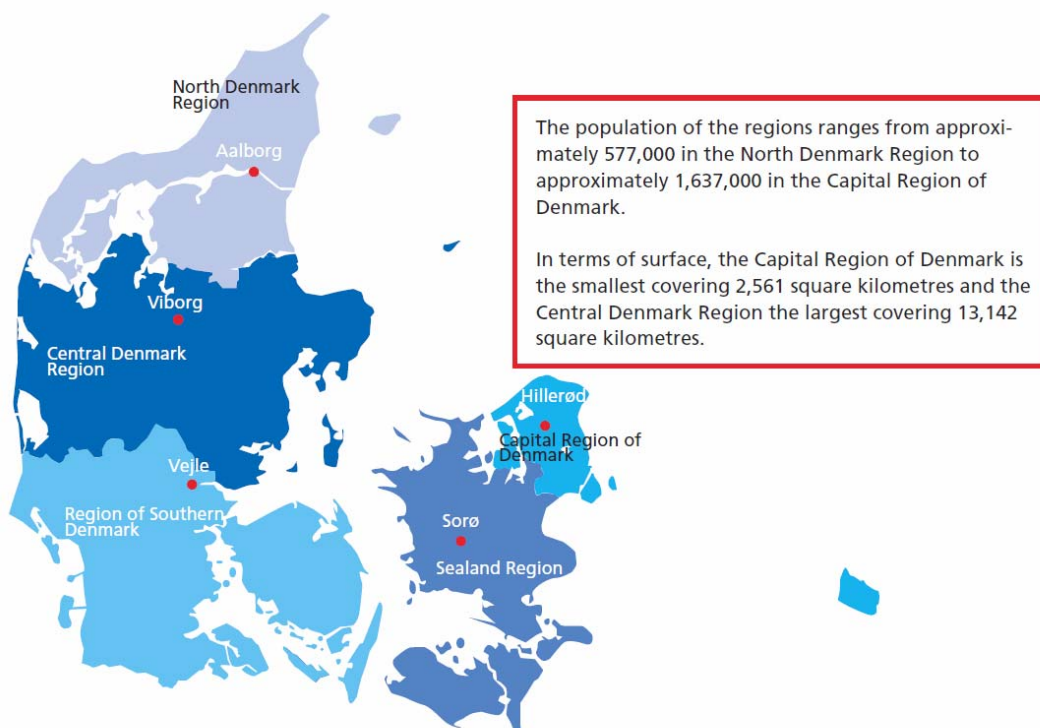 North Denmark
Region
Aalborg
The population of the regions ranges from approxi-
mately 577,000 in the North Denmark Region to
approximately 1,637,000 in the Capital Region of
Denmark.
In terms of surface, the Capital Region of Denmark is
the smallest covering 2,561 square kilometres and the
Central Denmark Region the largest covering 13,142
square kilometres.
Viborg
Central Denmark
Region
Hillerød
Capital Region of
Denmark
Vejle
Region of Southern
Denmark
Sorø
Sealand Region